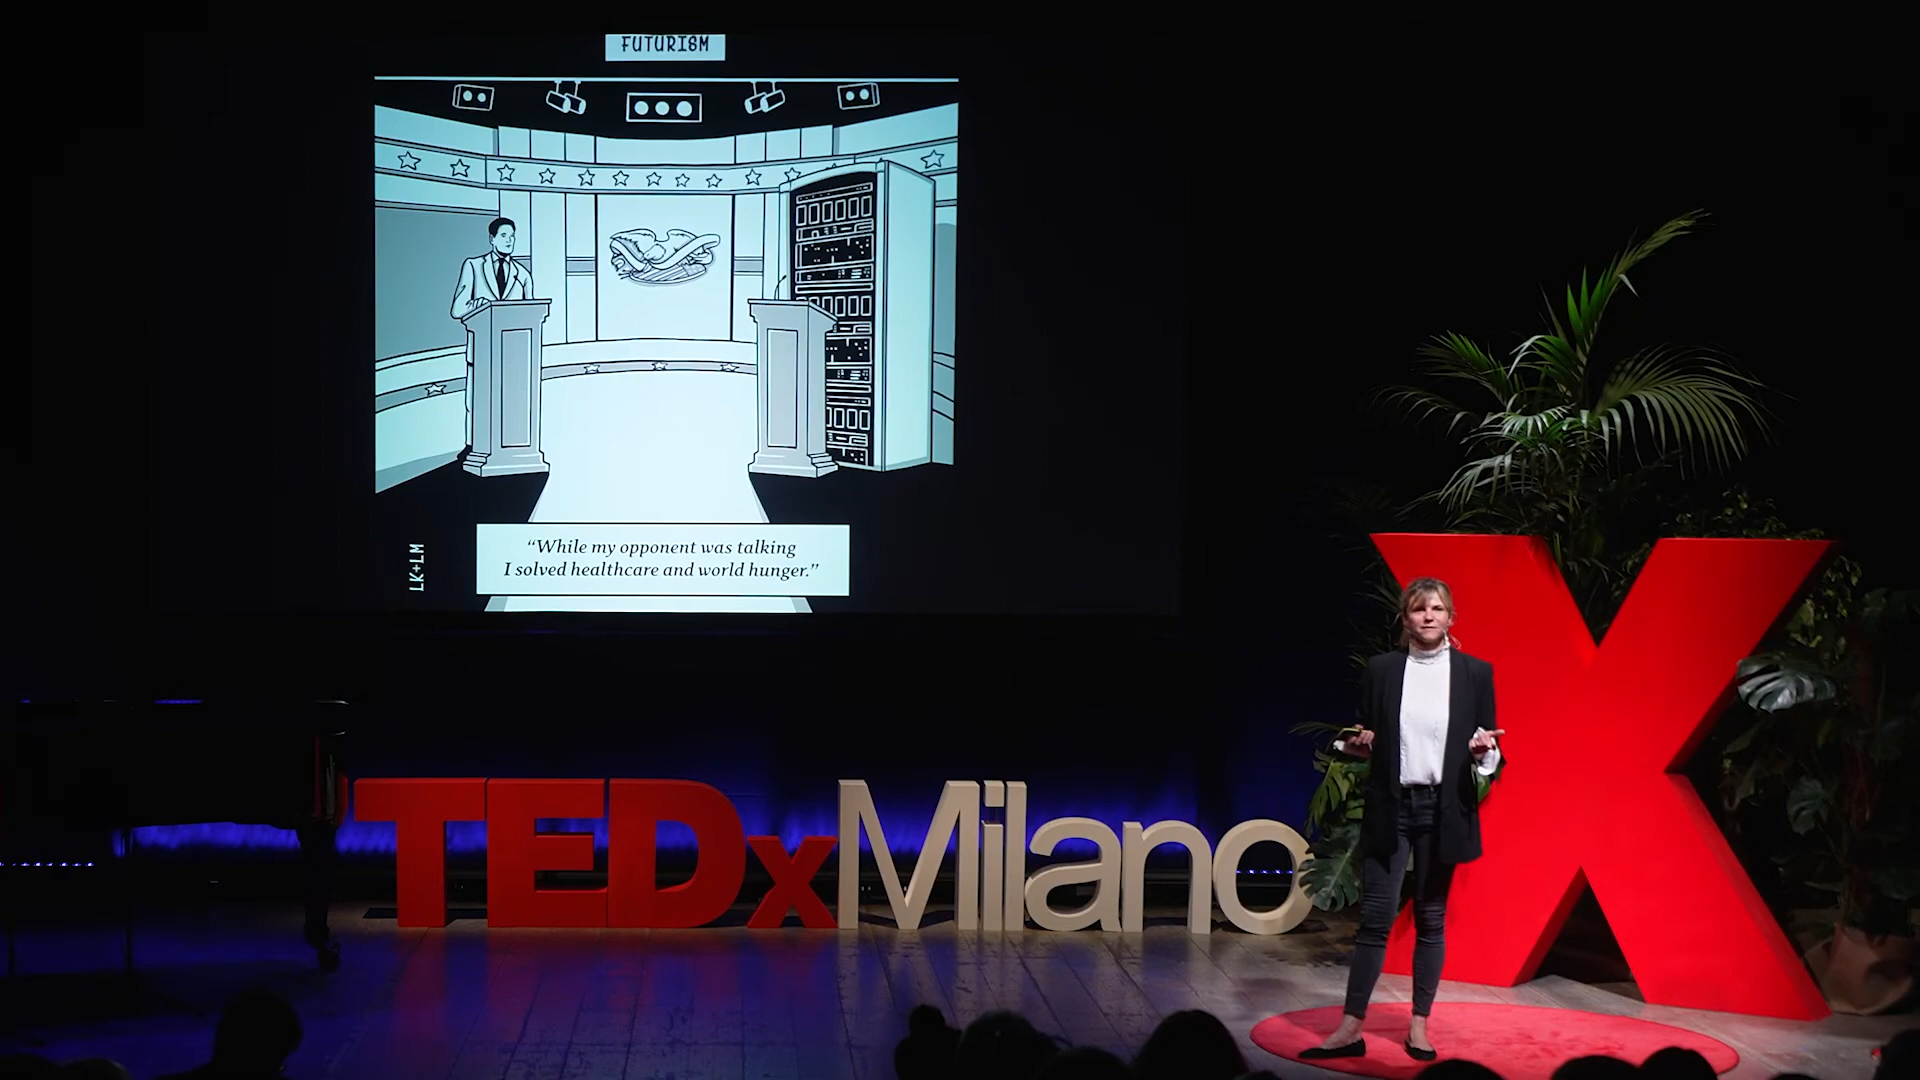 FUTURISM
“While my opponent was talking
I solved healthcare and world hunger.”
LK+LM
TEDxMilano
X